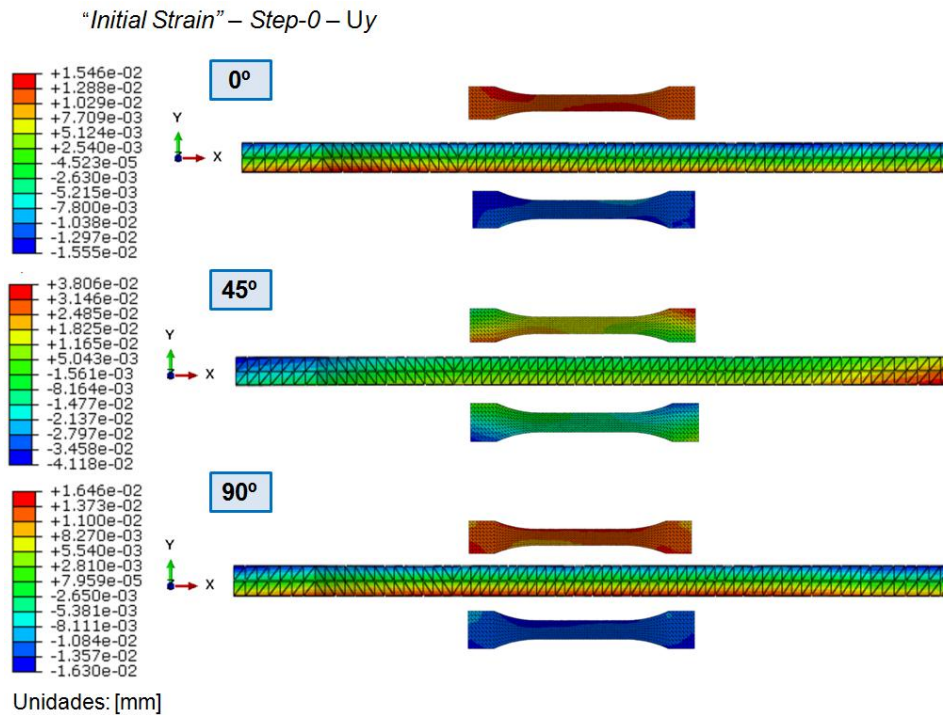 “Initial Strain” – Step-0 – Uy
0º
+1.546e-02
+1.288e-02
+1.029e-02
+7.709e-03
+5.124e-03
+2.540e-03
-4.523e-05
-2.630e-03
-5.215e-03
-7.800e-03
-1.038e-02
-1.297e-02
-1.555e-02
Y
X
45º
+3.806e-02
+3.146e-02
+2.485e-02
+1.825e-02
+1.165e-02
+5.043e-03
-1.561e-03
-8.164e-03
-1.477e-02
-2.137e-02
-2.797e-02
-3.458e-02
-4.118e-02
Y
X
90º
+1.646e-02
+1.373e-02
+1.100e-02
+8.270e-03
+5.540e-03
+2.810e-03
+7.959e-05
-2.650e-03
-5.381e-03
-8.111e-03
-1.084e-02
-1.357e-02
-1.630e-02
Y
X
Unidades: [mm]